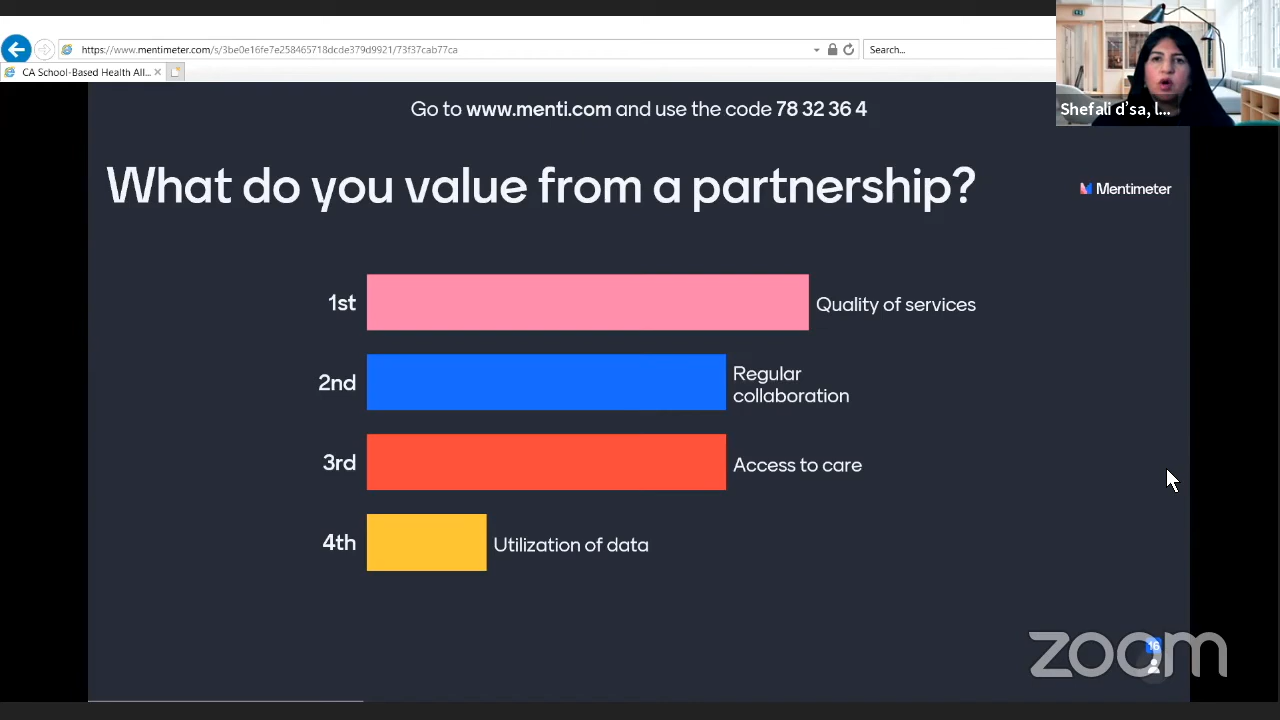 https://www.mentimeter.com/s/3be0e16fe7e258465718dcde379d9921/73f37cab77ca
Search...
CA School-Based Health All...
Shefali d'sa, l...
Go to www.menti.com and use the code 78 32 36 4
What do you value from a partnership?
Mentimeter
1st
Quality of services
2nd
Regular
collaboration
3rd
Access to care
4th
Utilization of data
16
zoom